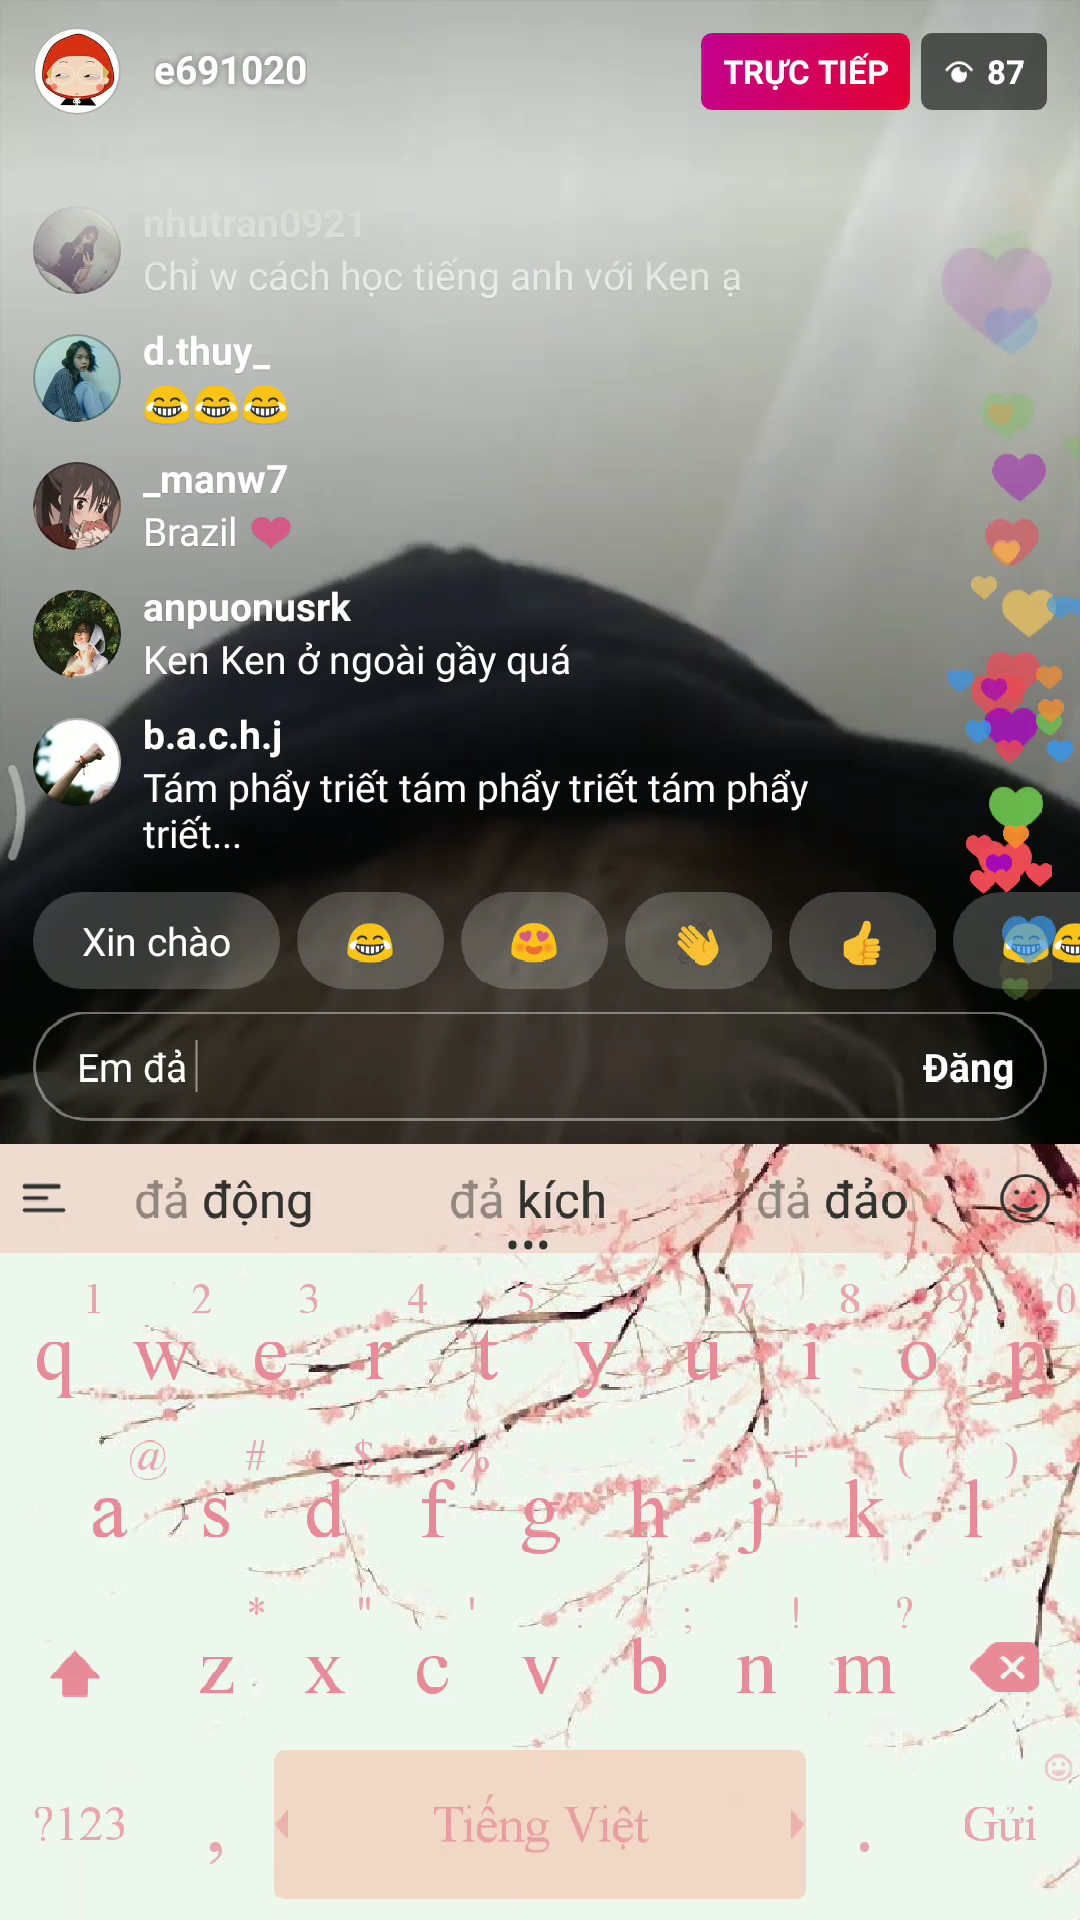 e691020
TRỰC TIẾP
87
nhutran0921
Chỉ w cách học tiếng anh với Ken ạ
d.thuy_
😂😂😂
_manw7
Brazil ❤
anpuonusrk
Ken Ken ở ngoài gầy quá
b.a.c.h.j
Tám phẩy triết tám phẩy triết tám phẩy
triết...
Xin chào 😂 😍 👋 👍 😂😂
Em đả
Đăng
đả động đả kích đả đảo
1 2 3 4 5 7 8 9 0
q w e r t y u i o p
@ # $ % - + ( )
a s d f g h j k l
* " ' : ; ! ?
z x c v b n m
?123 , Tiếng Việt . Gửi